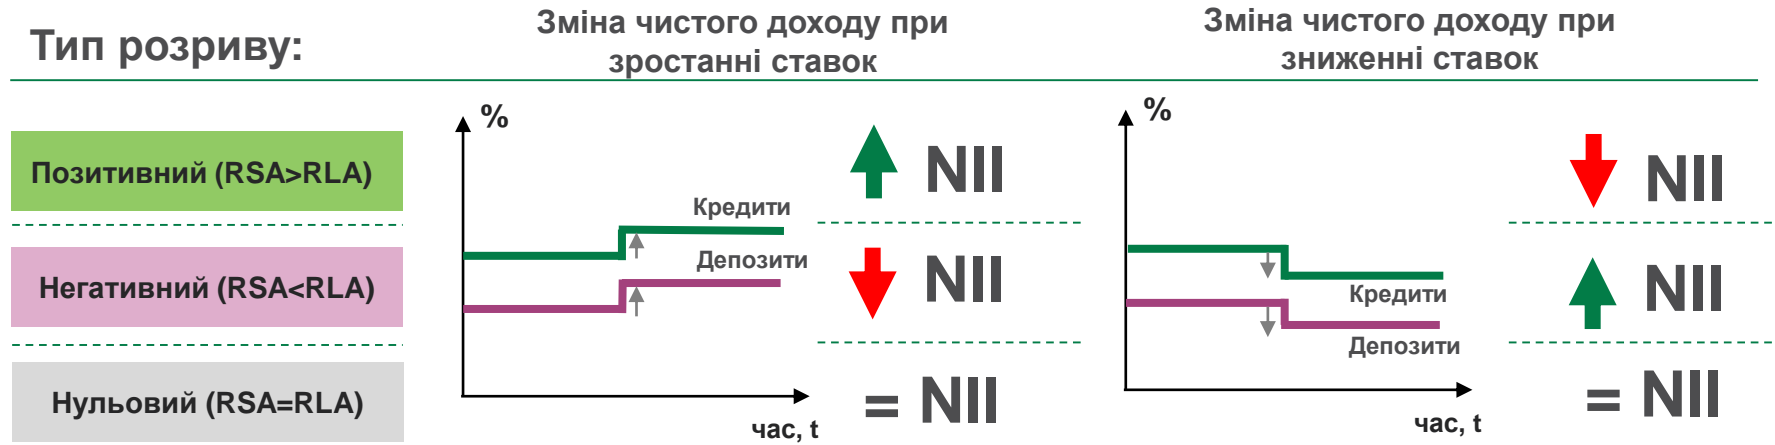 Тип розриву:
Зміна чистого доходу при
зростанні ставок
Зміна чистого доходу при
зниженні ставок
Позитивний (RSA>RLA)
Негативний (RSA<RLA)
Нульовий (RSA=RLA)
%
Кредити
Депозити
час, t
NII
NII
= NII
%
Кредити
Депозити
час, t
NII
NII
= NII